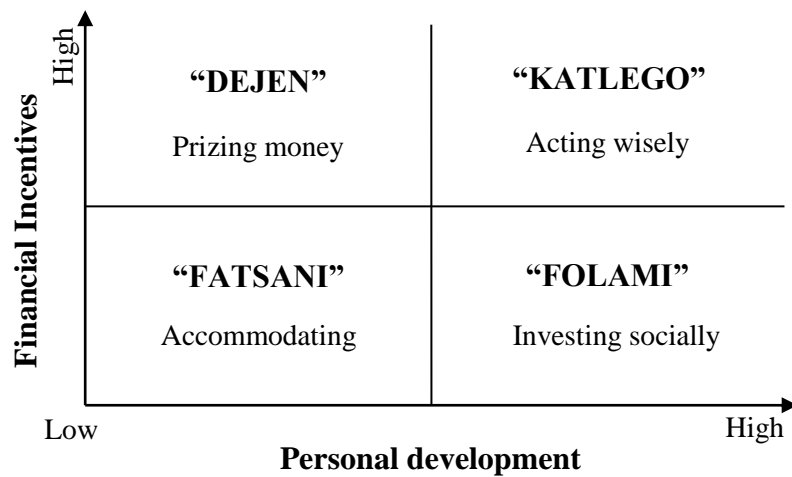 High
“DEJEN”
“KATLEGO”
Prizing money
Acting wisely
Financial Incentives
“FATSANI”
“FOLAMI”
Accommodating
Investing socially
Low
High
Personal development